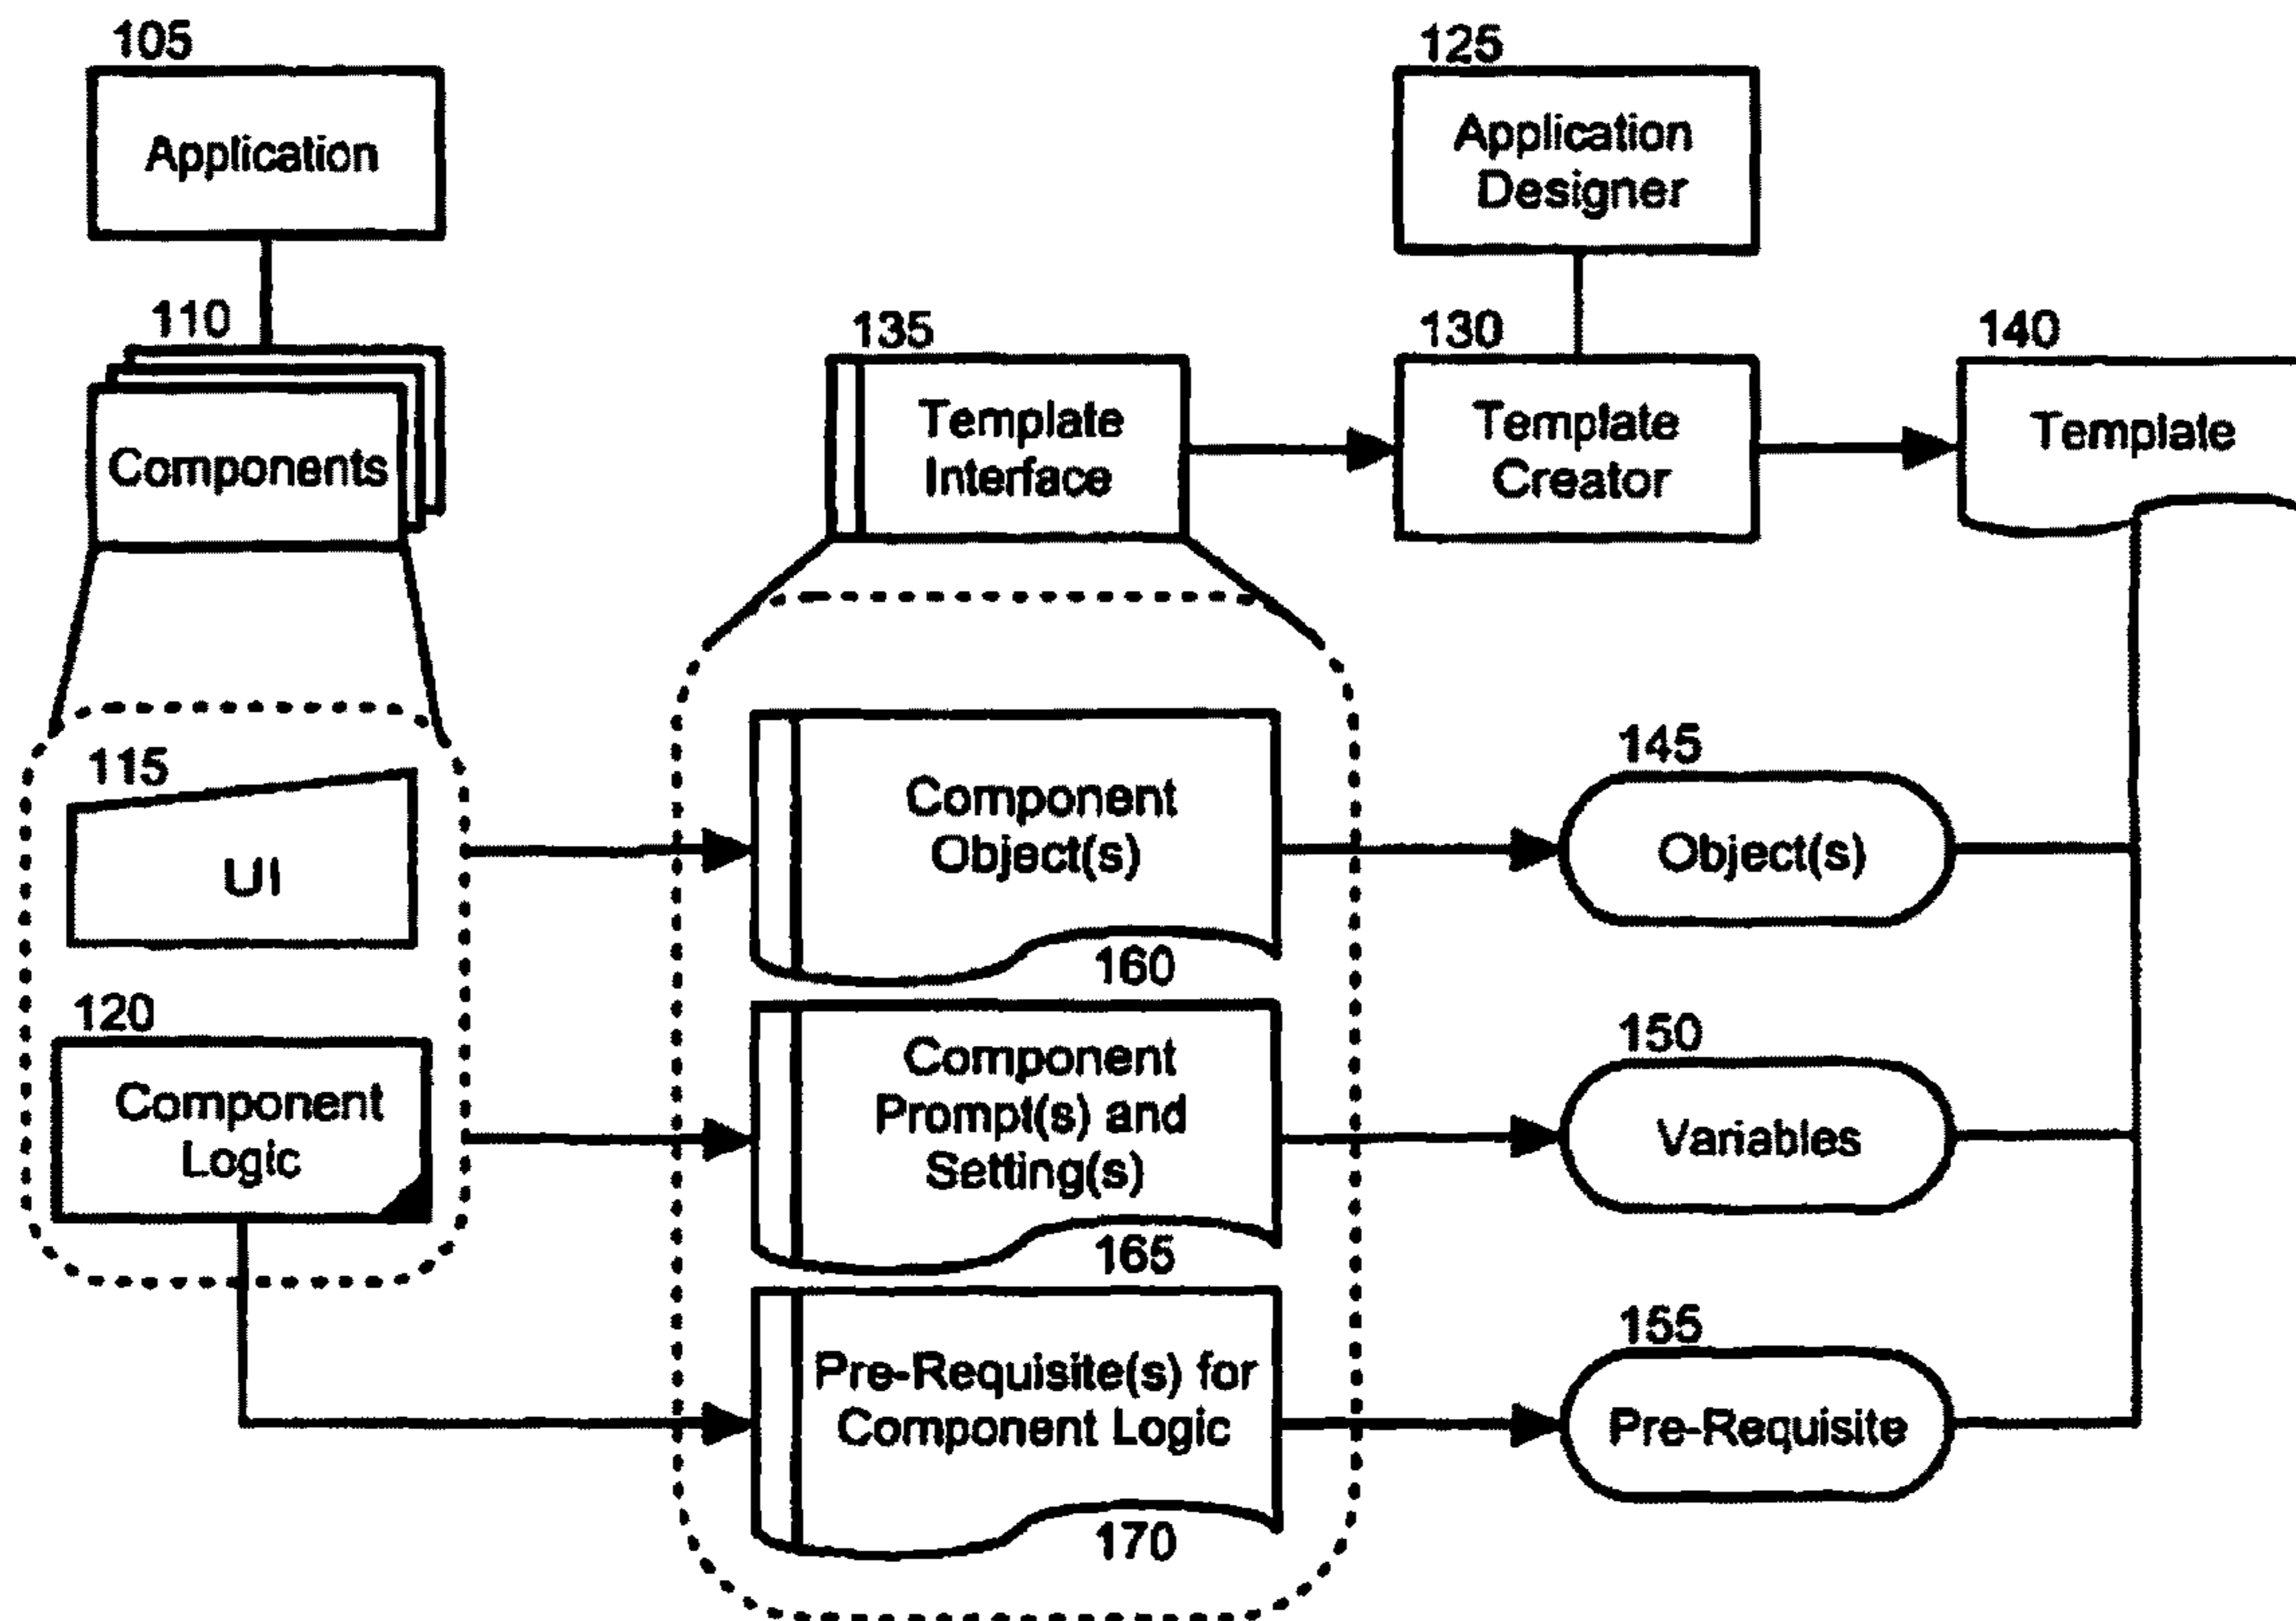 105
Application
110
Components
115
UI
120
Component
Logic
125
Application
Designer
135
Template
Interface
130
Template
Creator
140
Template
Component
Object(s)
160
Component
Prompt(s) and
Setting(s)
165
Pre-Requisite(s) for
Component Logic
170
145
Object(s)
150
Variables
155
Pre-Requisite